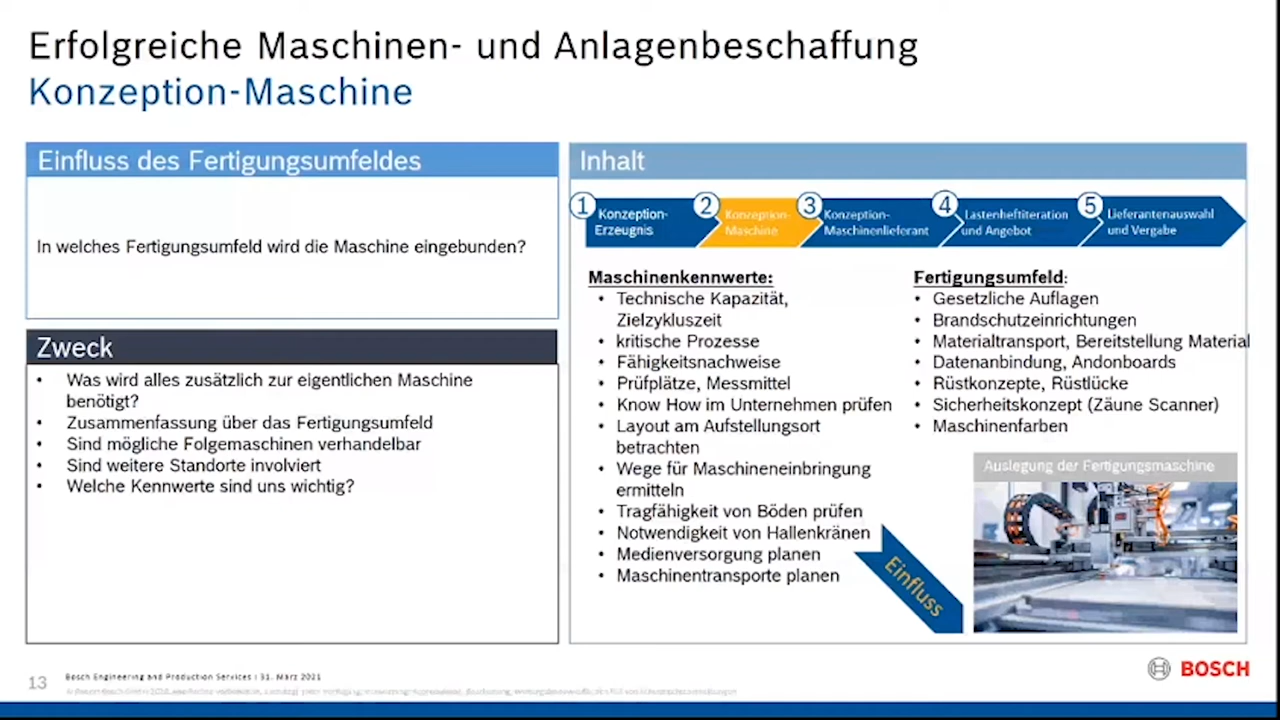 Erfolgreiche Maschinen- und Anlagenbeschaffung
Konzeption-Maschine
Einfluss des Fertigungsumfeldes
In welches Fertigungsumfeld wird die Maschine eingebunden?
Zweck
• Was wird alles zusätzlich zur eigentlichen Maschine
benötigt?
• Zusammenfassung über das Fertigungsumfeld
• Sind mögliche Folgemaschinen verhandelbar
• Sind weitere Standorte involviert
• Welche Kennwerte sind uns wichtig?
Inhalt
1 Konzeption-
Erzeugnis
2 Konzeption-
Maschine
3 Konzeption-
Maschinenlieferant
4 Lastenheftiteration
und Angebot
5 Lieferantenauswahl
und Vergabe
Maschinenkennwerte:
• Technische Kapazität,
Zielzykluszeit
• kritische Prozesse
• Fähigkeitsnachweise
• Prüfplätze, Messmittel
• Know How im Unternehmen prüfen
• Layout am Aufstellungsort
betrachten
• Wege für Maschineneinbringung
ermitteln
• Tragfähigkeit von Böden prüfen
• Notwendigkeit von Hallenkränen
• Medienversorgung planen
• Maschinentransporte planen
Fertigungsumfeld:
• Gesetzliche Auflagen
• Brandschutzeinrichtungen
• Materialtransport, Bereitstellung Material
• Datenanbindung, Andonboards
• Rüstkonzepte, Rüstlücke
• Sicherheitskonzept (Zäune Scanner)
• Maschinenfarben
Einfluss
Auslegung der Fertigungsmaschine
13
Bosch Engineering and Production Services | 31. März 2021
BOSCH